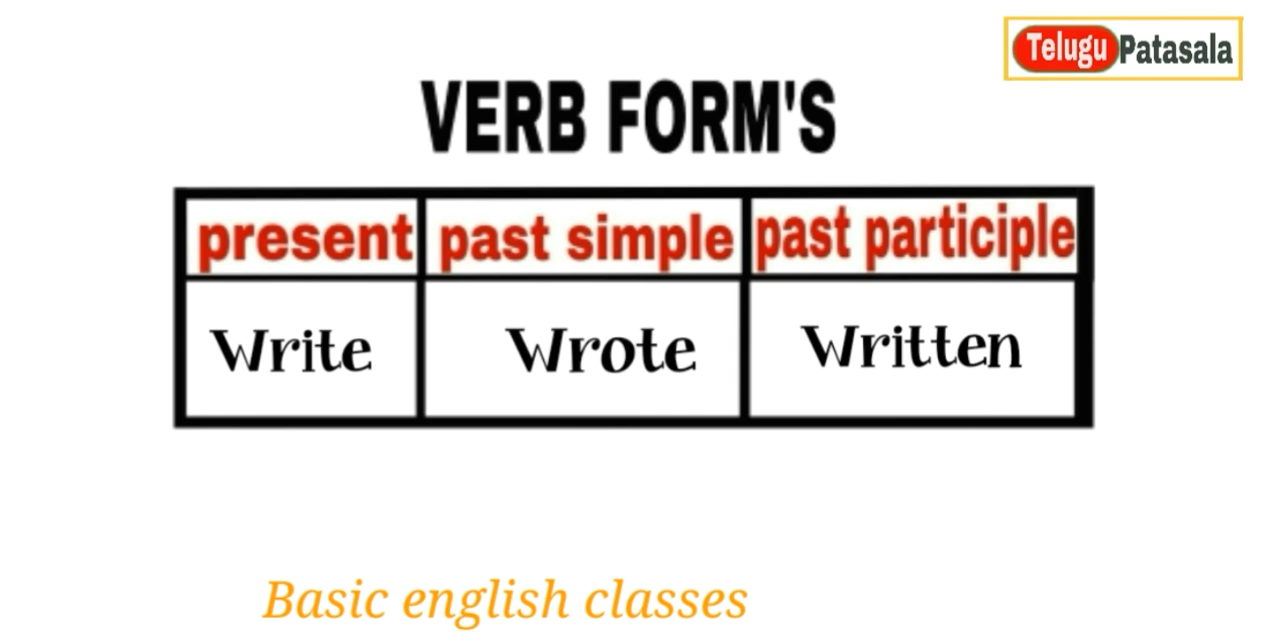 Telugu Patasala
VERB FORM'S
present past simple past participle
Write Wrote Written
Basic english classes